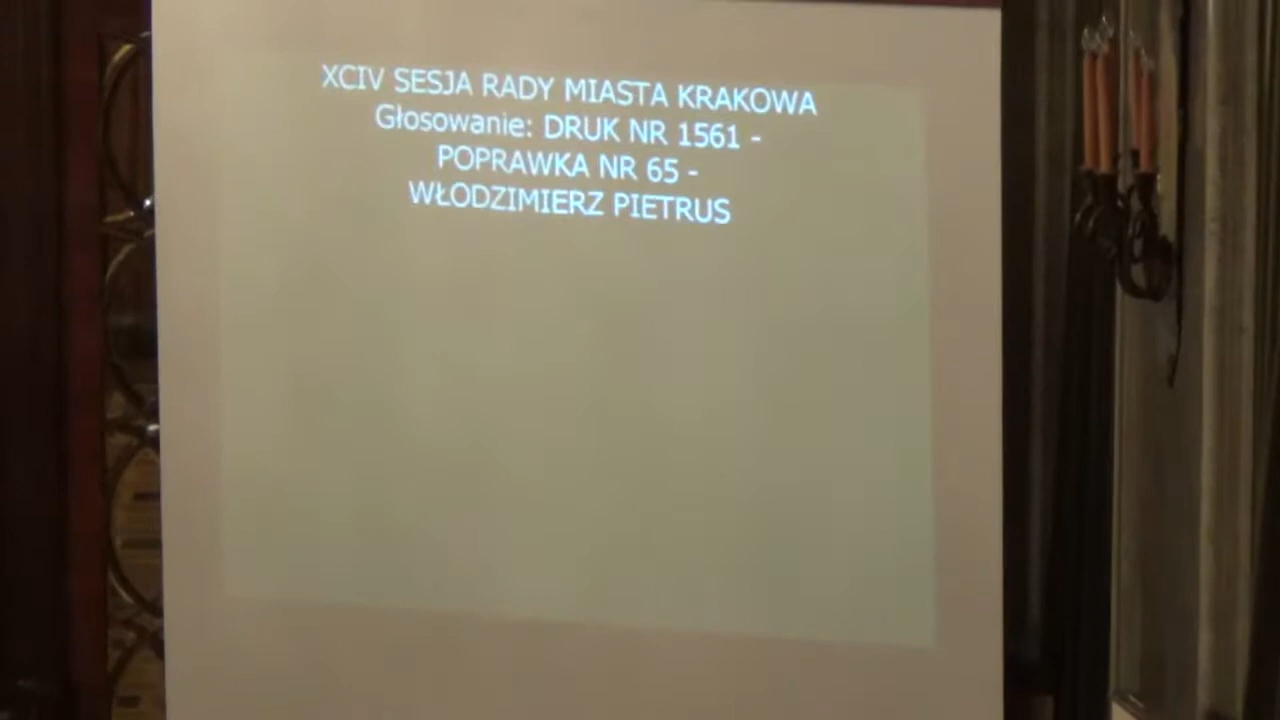 XCIV SESJA RADY MIASTA KRAKOWA
Głosowanie: DRUK NR 1561 -
POPRAWKA NR 65 -
WŁODZIMIERZ PIETRUS